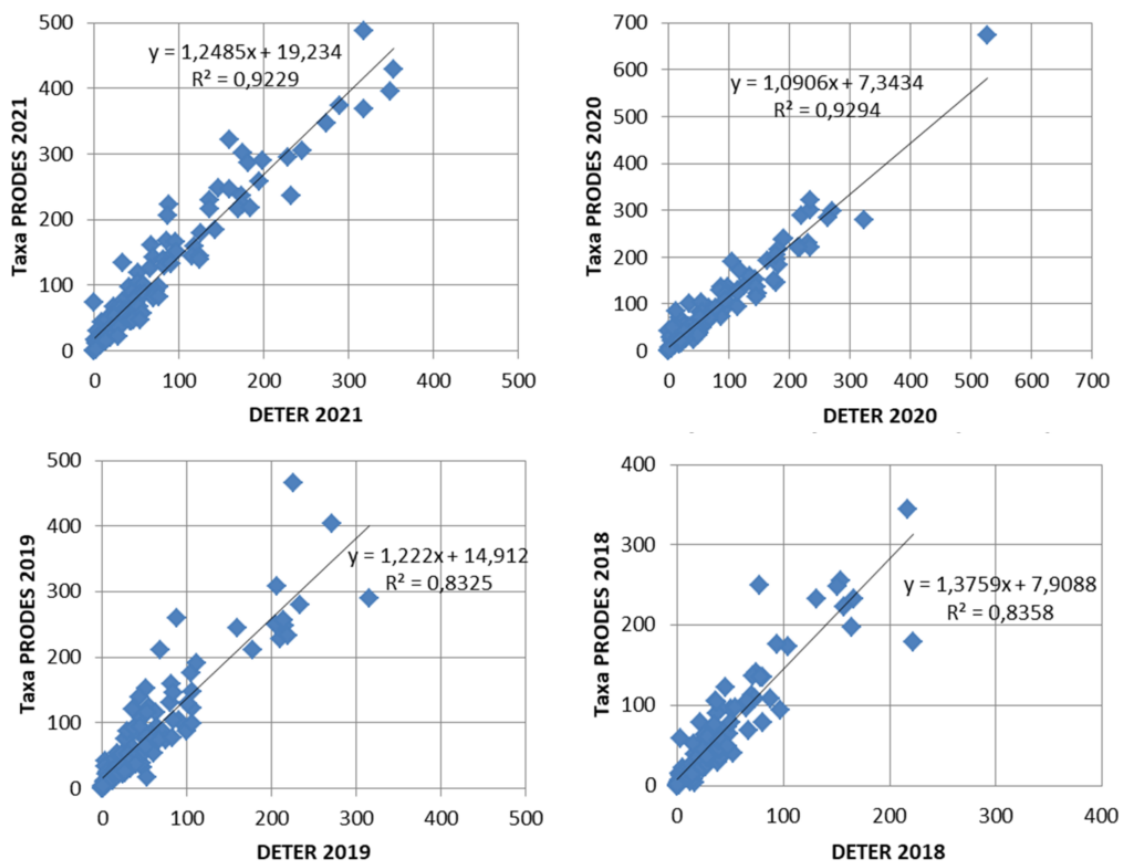 500
400
300
200
100
0
Taxa PRODES 2021
y = 1,2485x + 19,234
R² = 0,9229
0 100 200 300 400 500
DETER 2021
700
600
500
400
300
200
100
0
Taxa PRODES 2020
y = 1,0906x + 7,3434
R² = 0,9294
0 100 200 300 400 500 600 700
DETER 2020
500
400
300
200
100
0
Taxa PRODES 2019
y = 1,222x + 14,912
R² = 0,8325
0 100 200 300 400 500
DETER 2019
400
300
200
100
0
Taxa PRODES 2018
y = 1,3759x + 7,9088
R² = 0,8358
0 100 200 300 400
DETER 2018